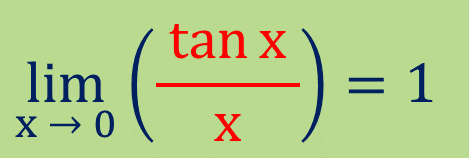 lim x → 0 ( tan x / x ) = 1